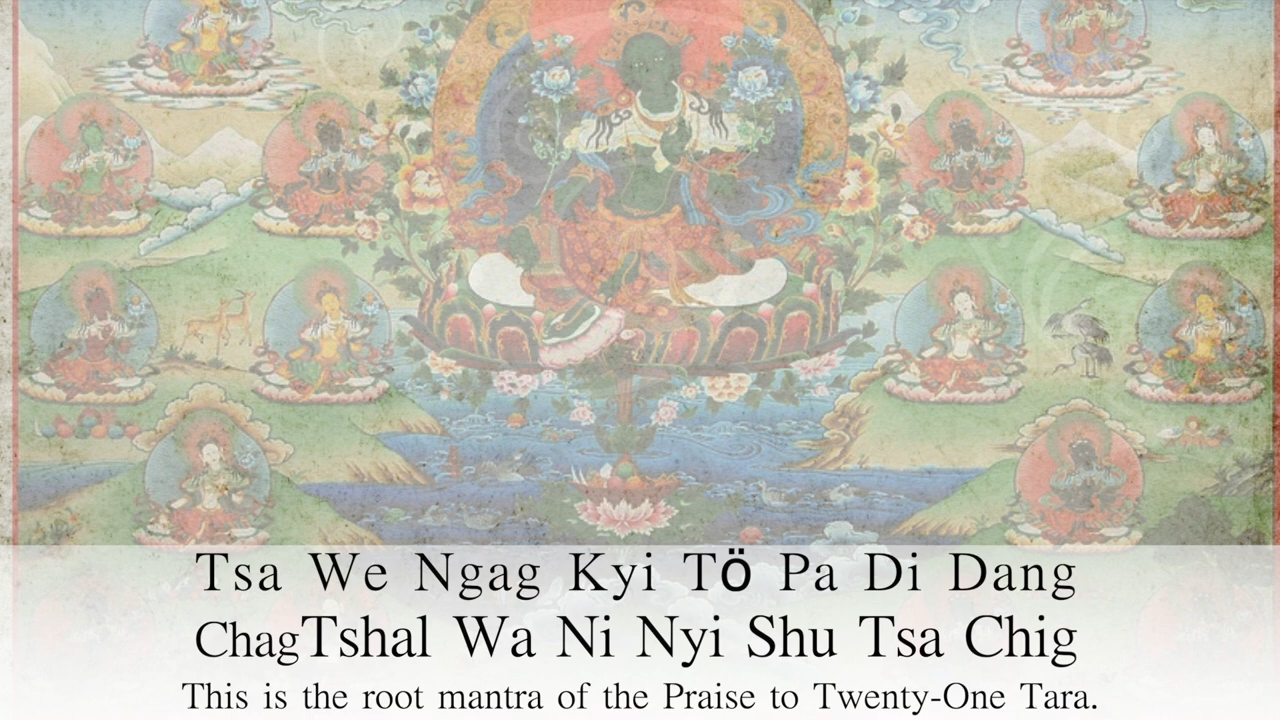 Tsa We Ngag Kyi Tö Pa Di Dang
ChagTshal Wa Ni Nyi Shu Tsa Chig
This is the root mantra of the Praise to Twenty-One Tara.